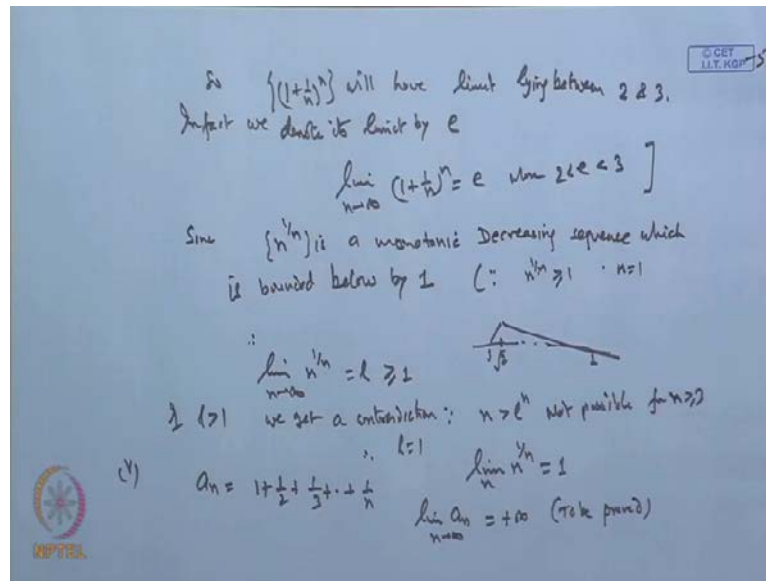 © CET
I.I.T. KGP
So {(1+1/n)^n} will have limit lying between 2 & 3.
Infact we denote its limit by e
lim n→∞ (1+1/n)^n = e 2<e<3 ]
Since {n^{1/n}} is a monotonic Decreasing sequence which
is bounded below by 1 (∵ n^{1/n} ≥ 1 · n=1
∴ lim n→∞ n^{1/n} = l ≥ 1
1 √2 · · · 1
If l>1 we get a contradiction ∵ n > l^n Not possible for n≥
∴ l=1 lim n n^{1/n} = 1
(V) a_n = 1+1/2+1/3+··+1/n
lim n→∞ a_n = +∞ (To be proved)
NPTEL